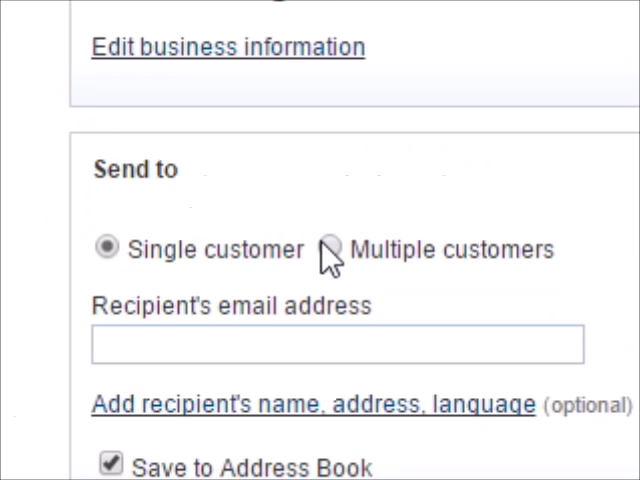 Edit business information
Send to
Single customer Multiple customers
Recipient's email address
Add recipient's name, address, language (optional)
Save to Address Book